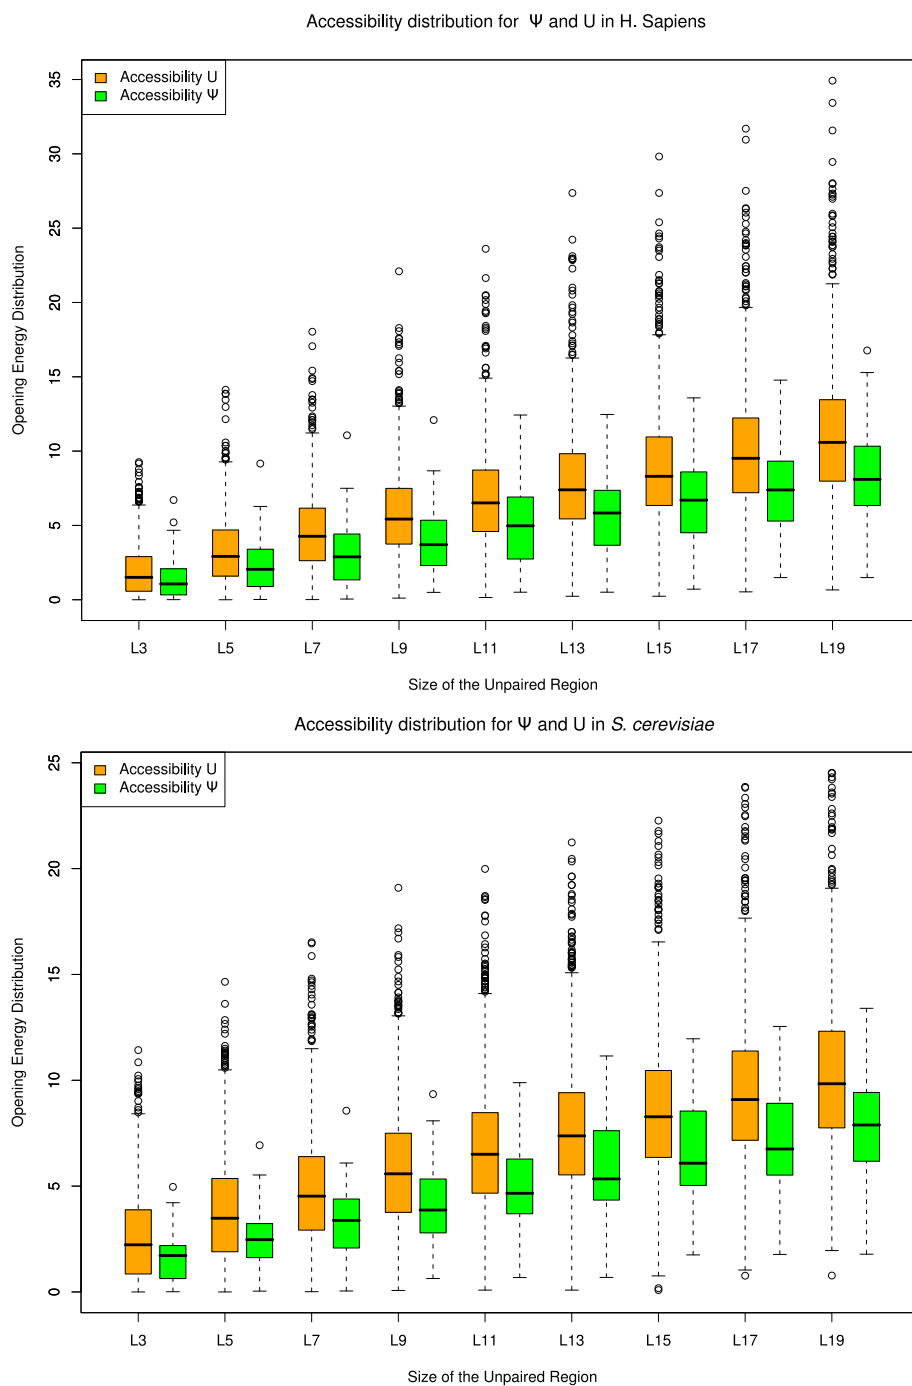 Accessibility distribution for Ψ and U in H. Sapiens
Accessibility U
Accessibility Ψ
Opening Energy Distribution
35
30
25
20
15
10
5
0
L3 L5 L7 L9 L11 L13 L15 L17 L19
Size of the Unpaired Region
Accessibility distribution for Ψ and U in S. cerevisiae
Accessibility U
Accessibility Ψ
Opening Energy Distribution
25
20
15
10
5
0
L3 L5 L7 L9 L11 L13 L15 L17 L19
Size of the Unpaired Region